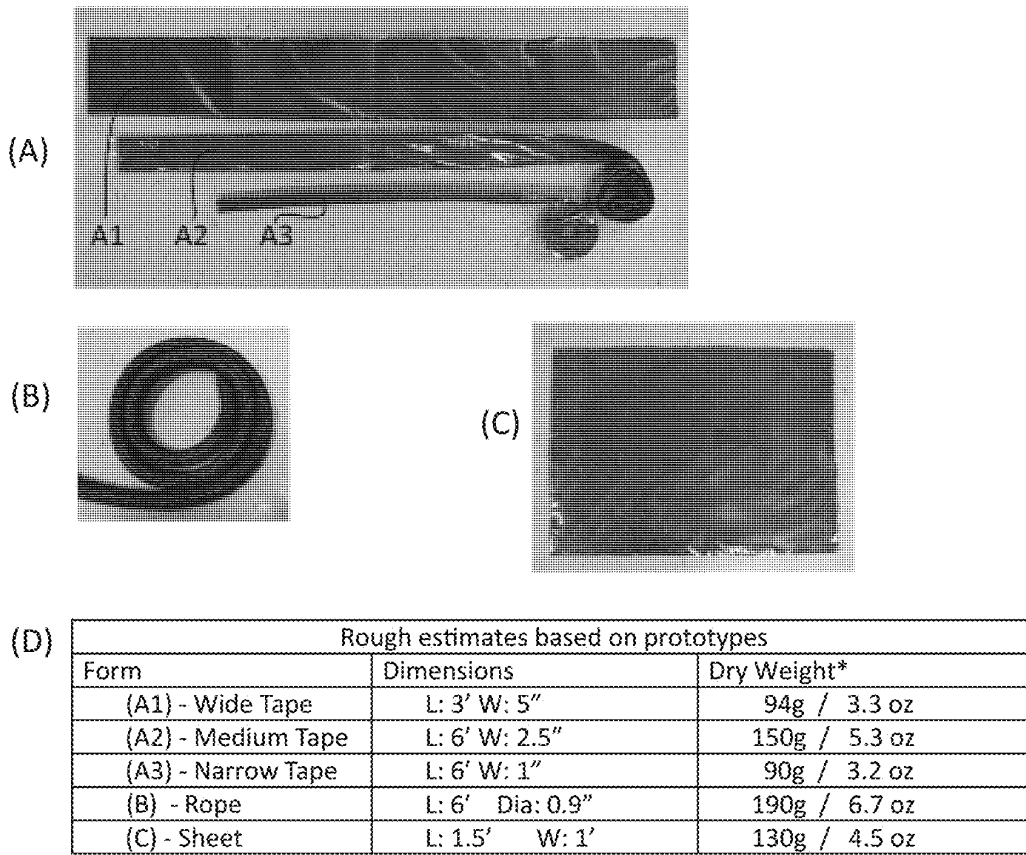 (A)
A1 A2 A3
(B)
(C)
(D)
Rough estimates based on prototypes
Form Dimensions Dry Weight*
(A1) - Wide Tape L: 3′ W: 5″ 94g / 3.3 oz
(A2) - Medium Tape L: 6′ W: 2.5″ 150g / 5.3 oz
(A3) - Narrow Tape L: 6′ W: 1″ 90g / 3.2 oz
(B) - Rope L: 6′ Dia: 0.9″ 190g / 6.7 oz
(C) - Sheet L: 1.5′ W: 1′ 130g / 4.5 oz